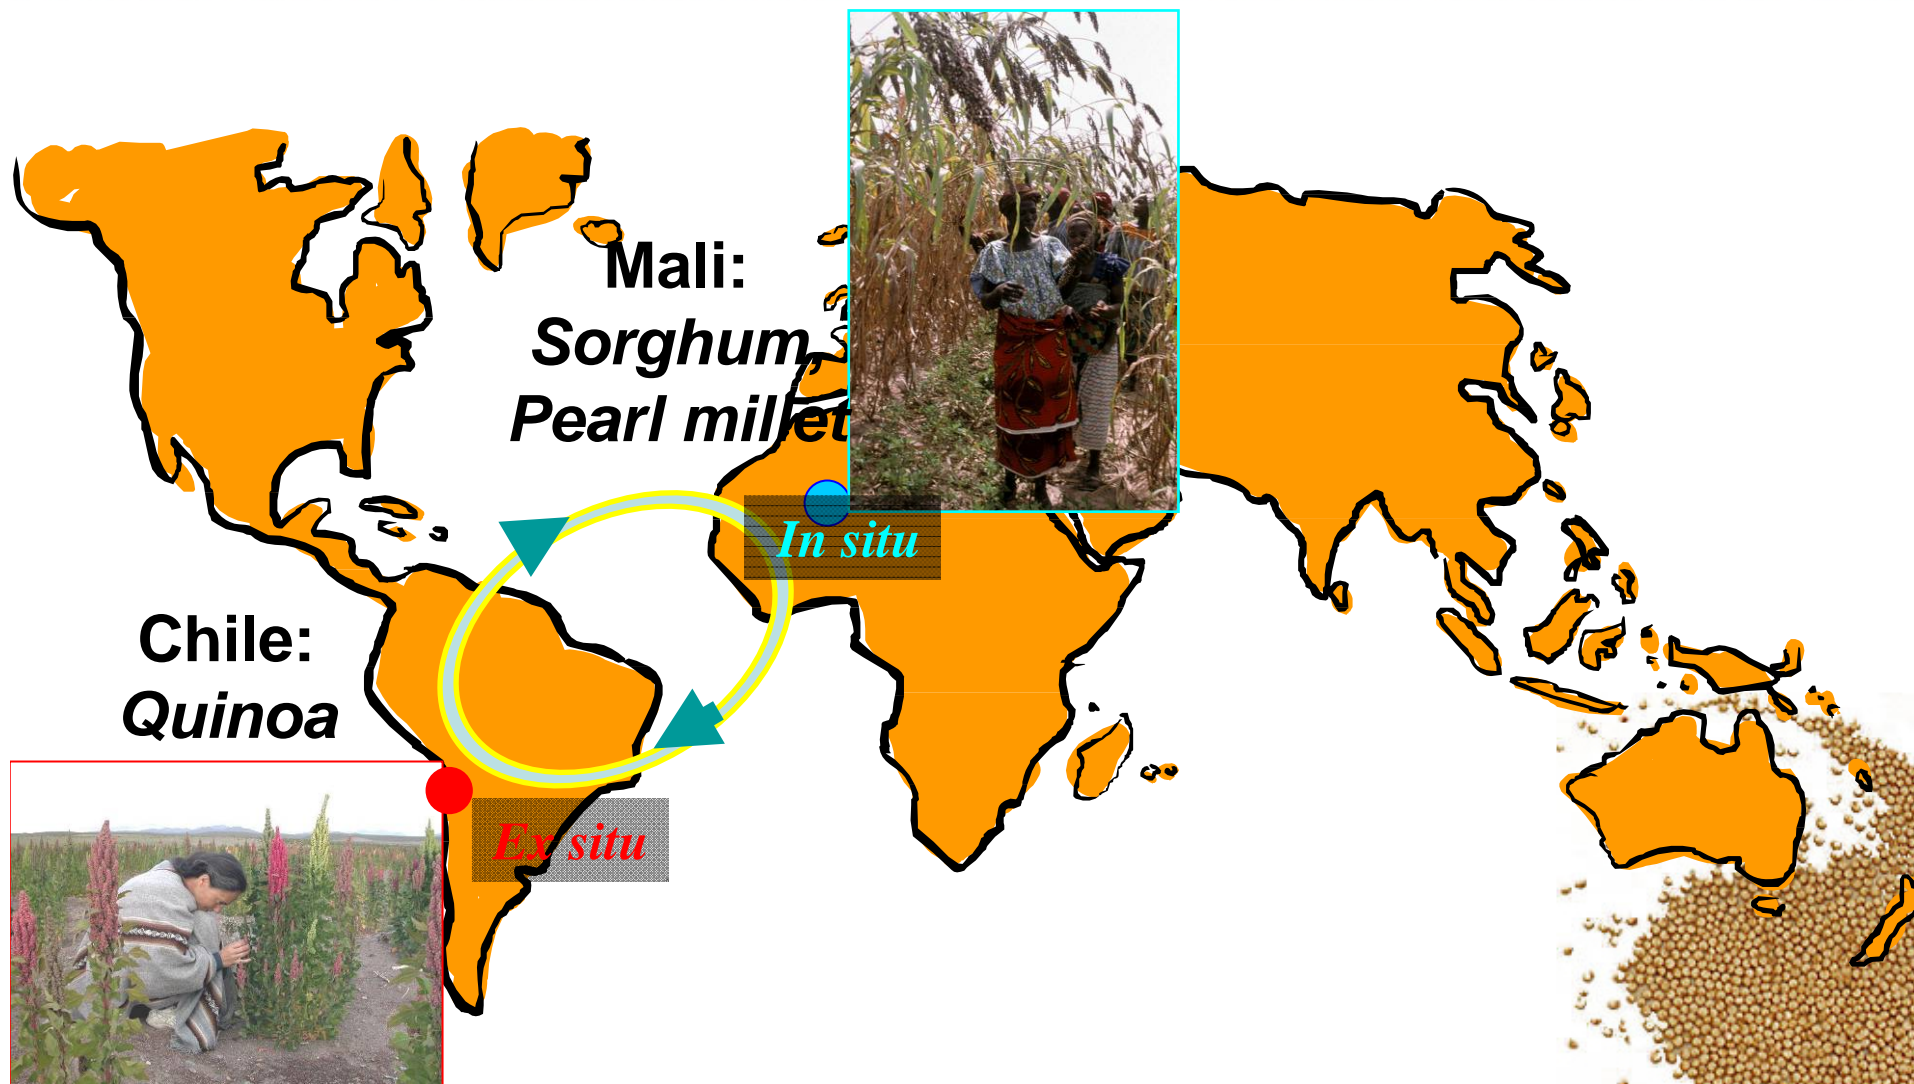 Mali:
Sorghum,
Pearl millet
In situ
Chile:
Quinoa
Ex situ